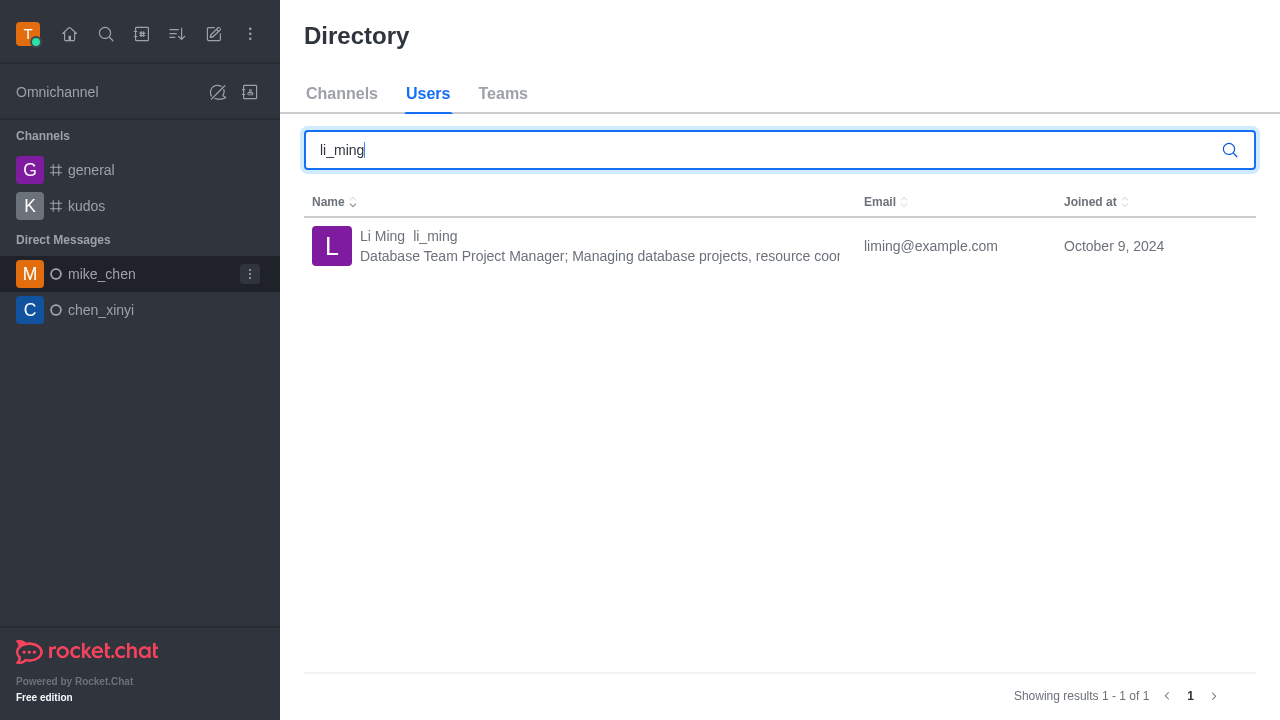 T
Directory
Omnichannel
Channels Users Teams
Channels
G general
K kudos
Direct Messages
M mike_chen
C chen_xinyi
li_ming
Name Email Joined at
L
Li Ming li_ming
Database Team Project Manager; Managing database projects, resource coor
liming@example.com
October 9, 2024
rocket.chat
Powered by Rocket.Chat
Free edition
Showing results 1 - 1 of 1 1